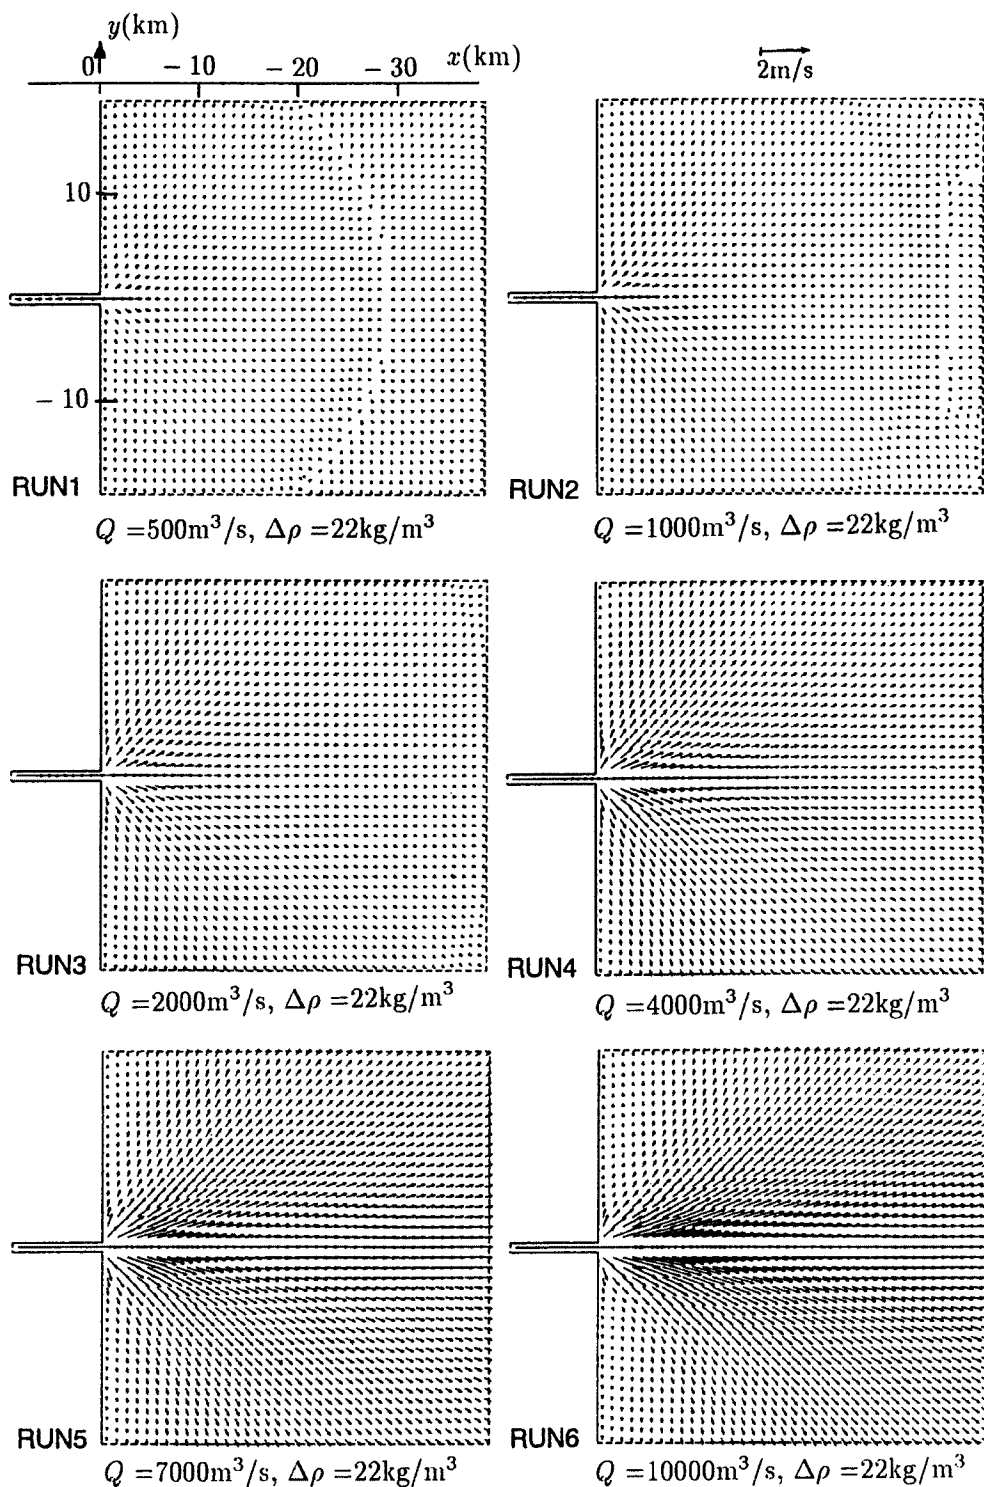 y(km)
0 − 10 − 20 − 30 x(km)
2m/s
10
− 10
RUN1
Q =500m³/s, Δρ =22kg/m³
RUN2
Q =1000m³/s, Δρ =22kg/m³
RUN3
Q =2000m³/s, Δρ =22kg/m³
RUN4
Q =4000m³/s, Δρ =22kg/m³
RUN5
Q =7000m³/s, Δρ =22kg/m³
RUN6
Q =10000m³/s, Δρ =22kg/m³